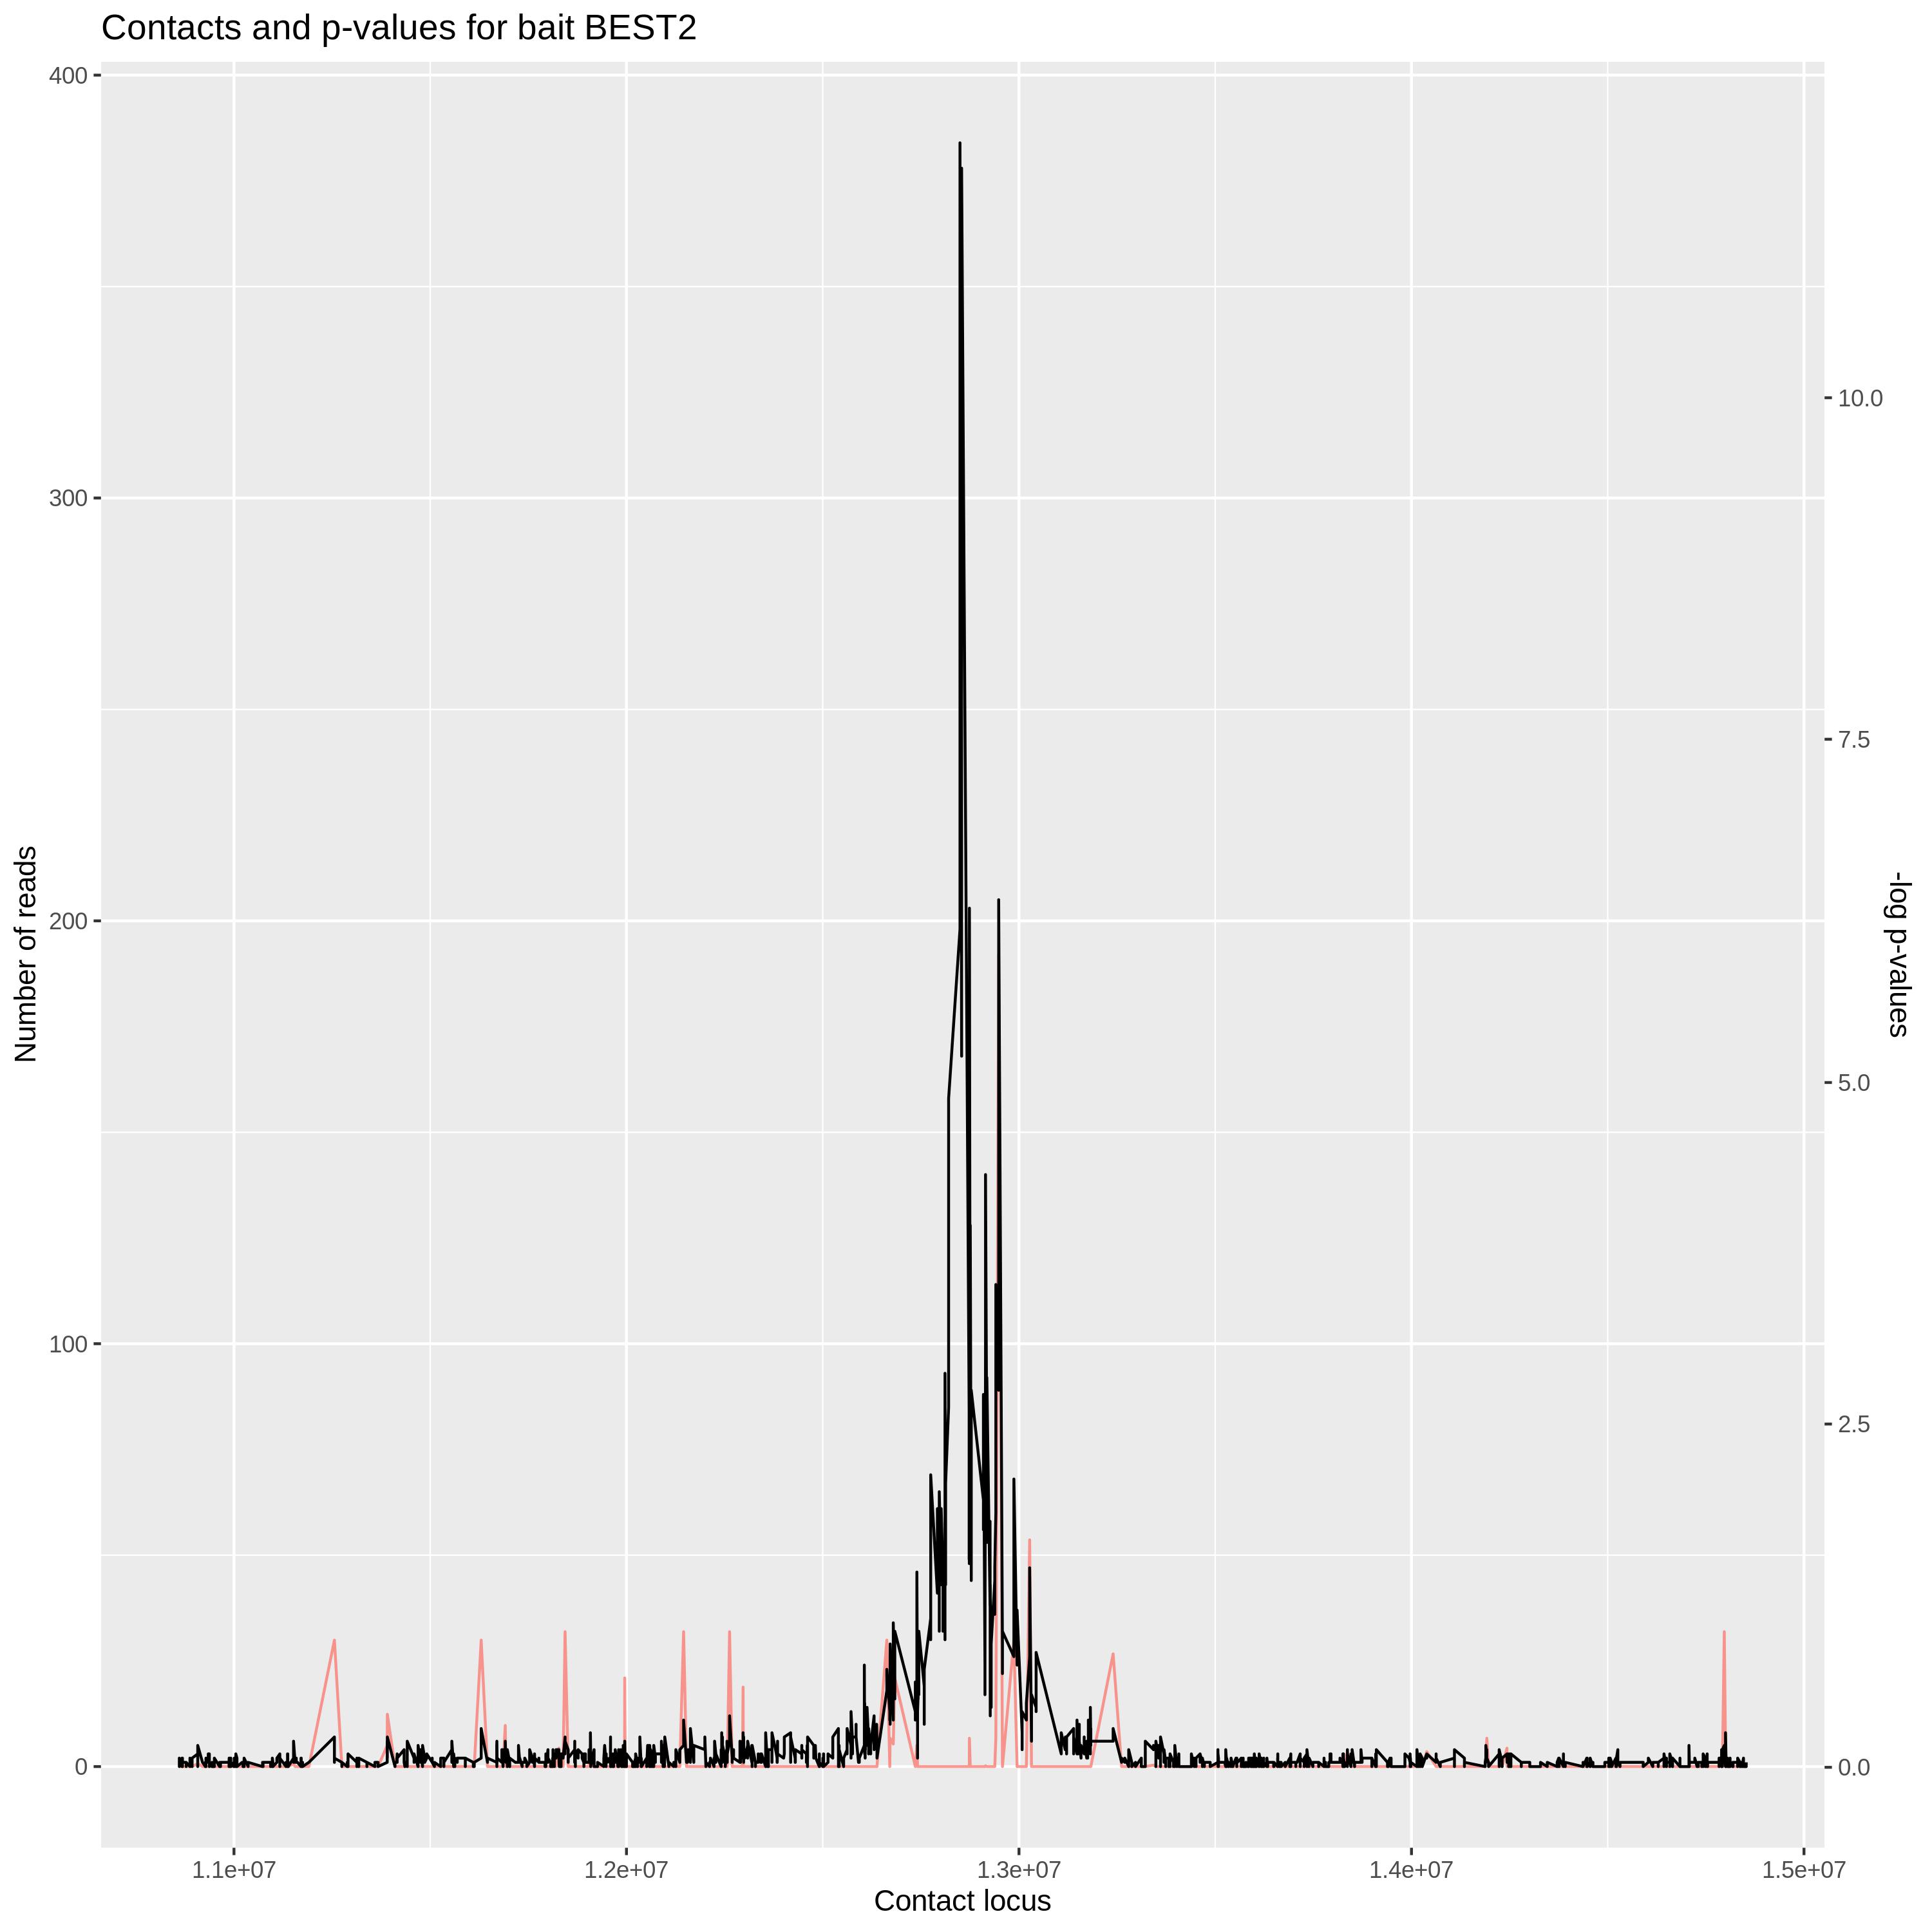 Contacts and p-values for bait BEST2
400
300
200
100
0
Number of reads
10.0
7.5
5.0
2.5
0.0
-log p-values
1.1e+07
1.2e+07
1.3e+07
1.4e+07
1.5e+07
Contact locus